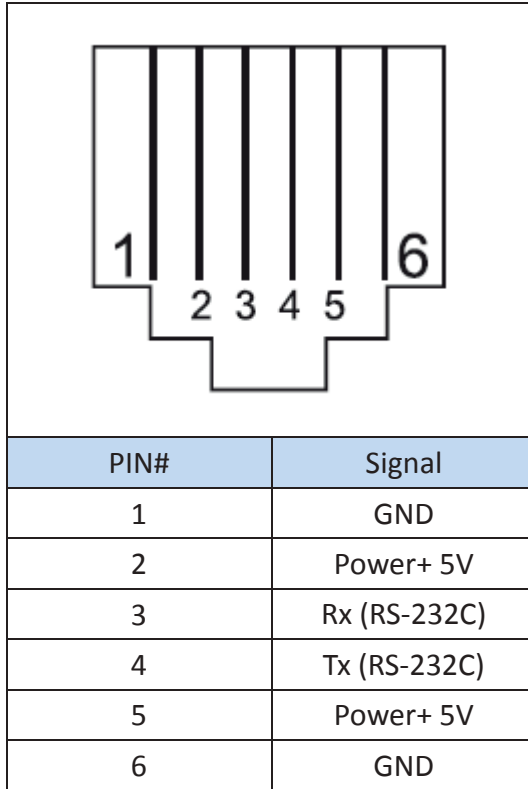 1 6
2 3 4 5
PIN# Signal
1 GND
2 Power+ 5V
3 Rx (RS-232C)
4 Tx (RS-232C)
5 Power+ 5V
6 GND